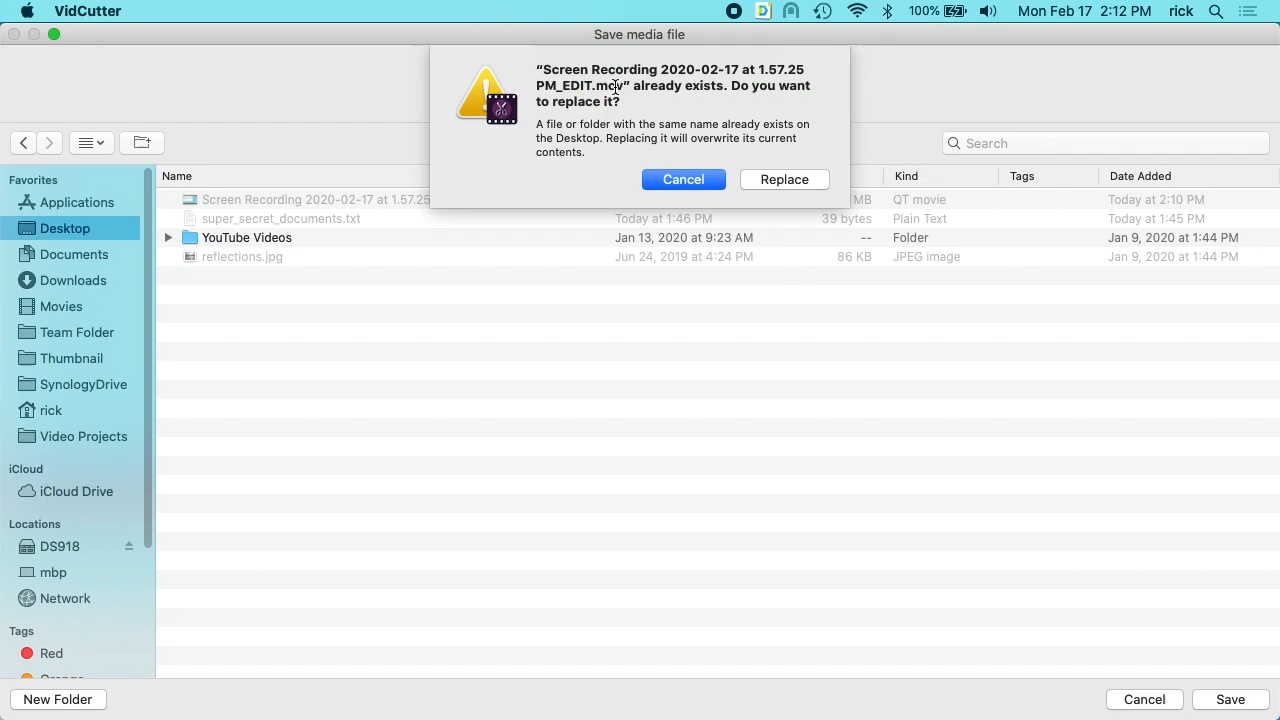 VidCutter
100%
Mon Feb 17 2:12 PM
rick
Save media file
“Screen Recording 2020-02-17 at 1.57.25
PM_EDIT.mov” already exists. Do you want
to replace it?
A file or folder with the same name already exists on
the Desktop. Replacing it will overwrite its current
contents.
Cancel
Replace
Search
Favorites
Applications
Desktop
Documents
Downloads
Movies
Team Folder
Thumbnail
SynologyDrive
rick
Video Projects
iCloud
iCloud Drive
Locations
DS918
mbp
Network
Tags
Red
Name Kind Tags Date Added
Screen Recording 2020-02-17 at 1.57.25 MB QT movie Today at 2:10 PM
super_secret_documents.txt Today at 1:46 PM 39 bytes Plain Text Today at 1:45 PM
YouTube Videos Jan 13, 2020 at 9:23 AM -- Folder Jan 9, 2020 at 1:44 PM
reflections.jpg Jun 24, 2019 at 4:24 PM 86 KB JPEG image Jan 9, 2020 at 1:44 PM
New Folder
Cancel
Save